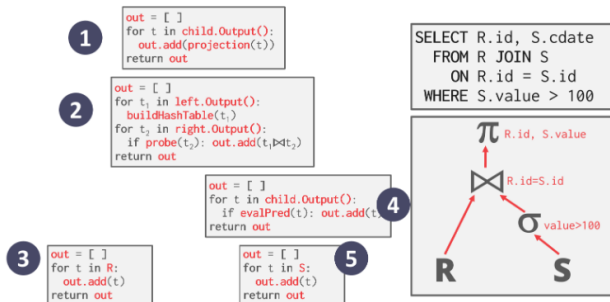 1
out = [ ]
for t in child.Output():
out.add(projection(t))
return out
2
out = [ ]
for t₁ in left.Output():
buildHashTable(t₁)
for t₂ in right.Output():
if probe(t₂): out.add(t₁⨝t₂)
return out
4
out = [ ]
for t in child.Output():
if evalPred(t): out.add(t
return out
3
out = [ ]
for t in R:
out.add(t)
return out
5
out = [ ]
for t in S:
out.add(t)
return out
SELECT R.id, S.cdate
FROM R JOIN S
ON R.id = S.id
WHERE S.value > 100
π R.id, S.value
⨝ R.id=S.id
σ value>100
R S